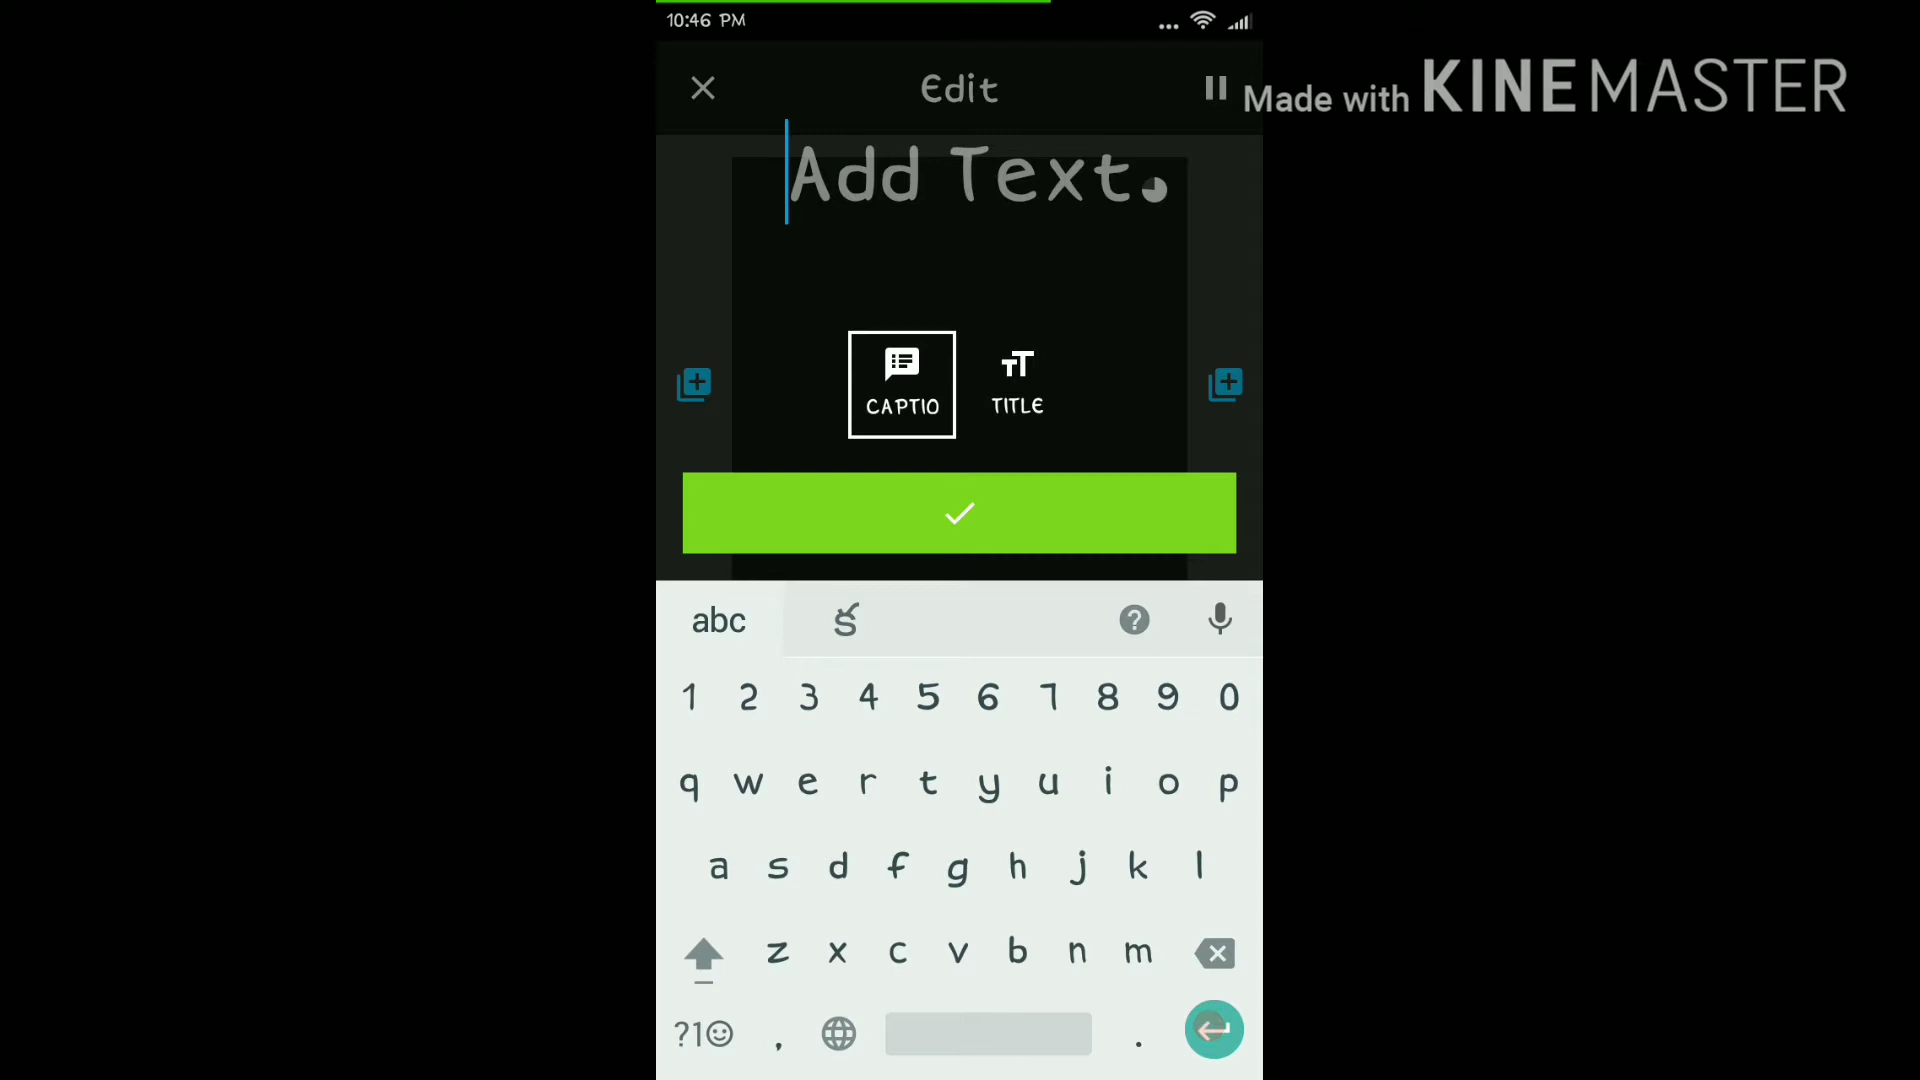 10:46 PM
Edit
Made with KINEMASTER
Add Text
CAPTIO
TITLE
abc
క
?
1 2 3 4 5 6 7 8 9 0
q w e r t y u i o p
a s d f g h j k l
z x c v b n m
?1☺ , .